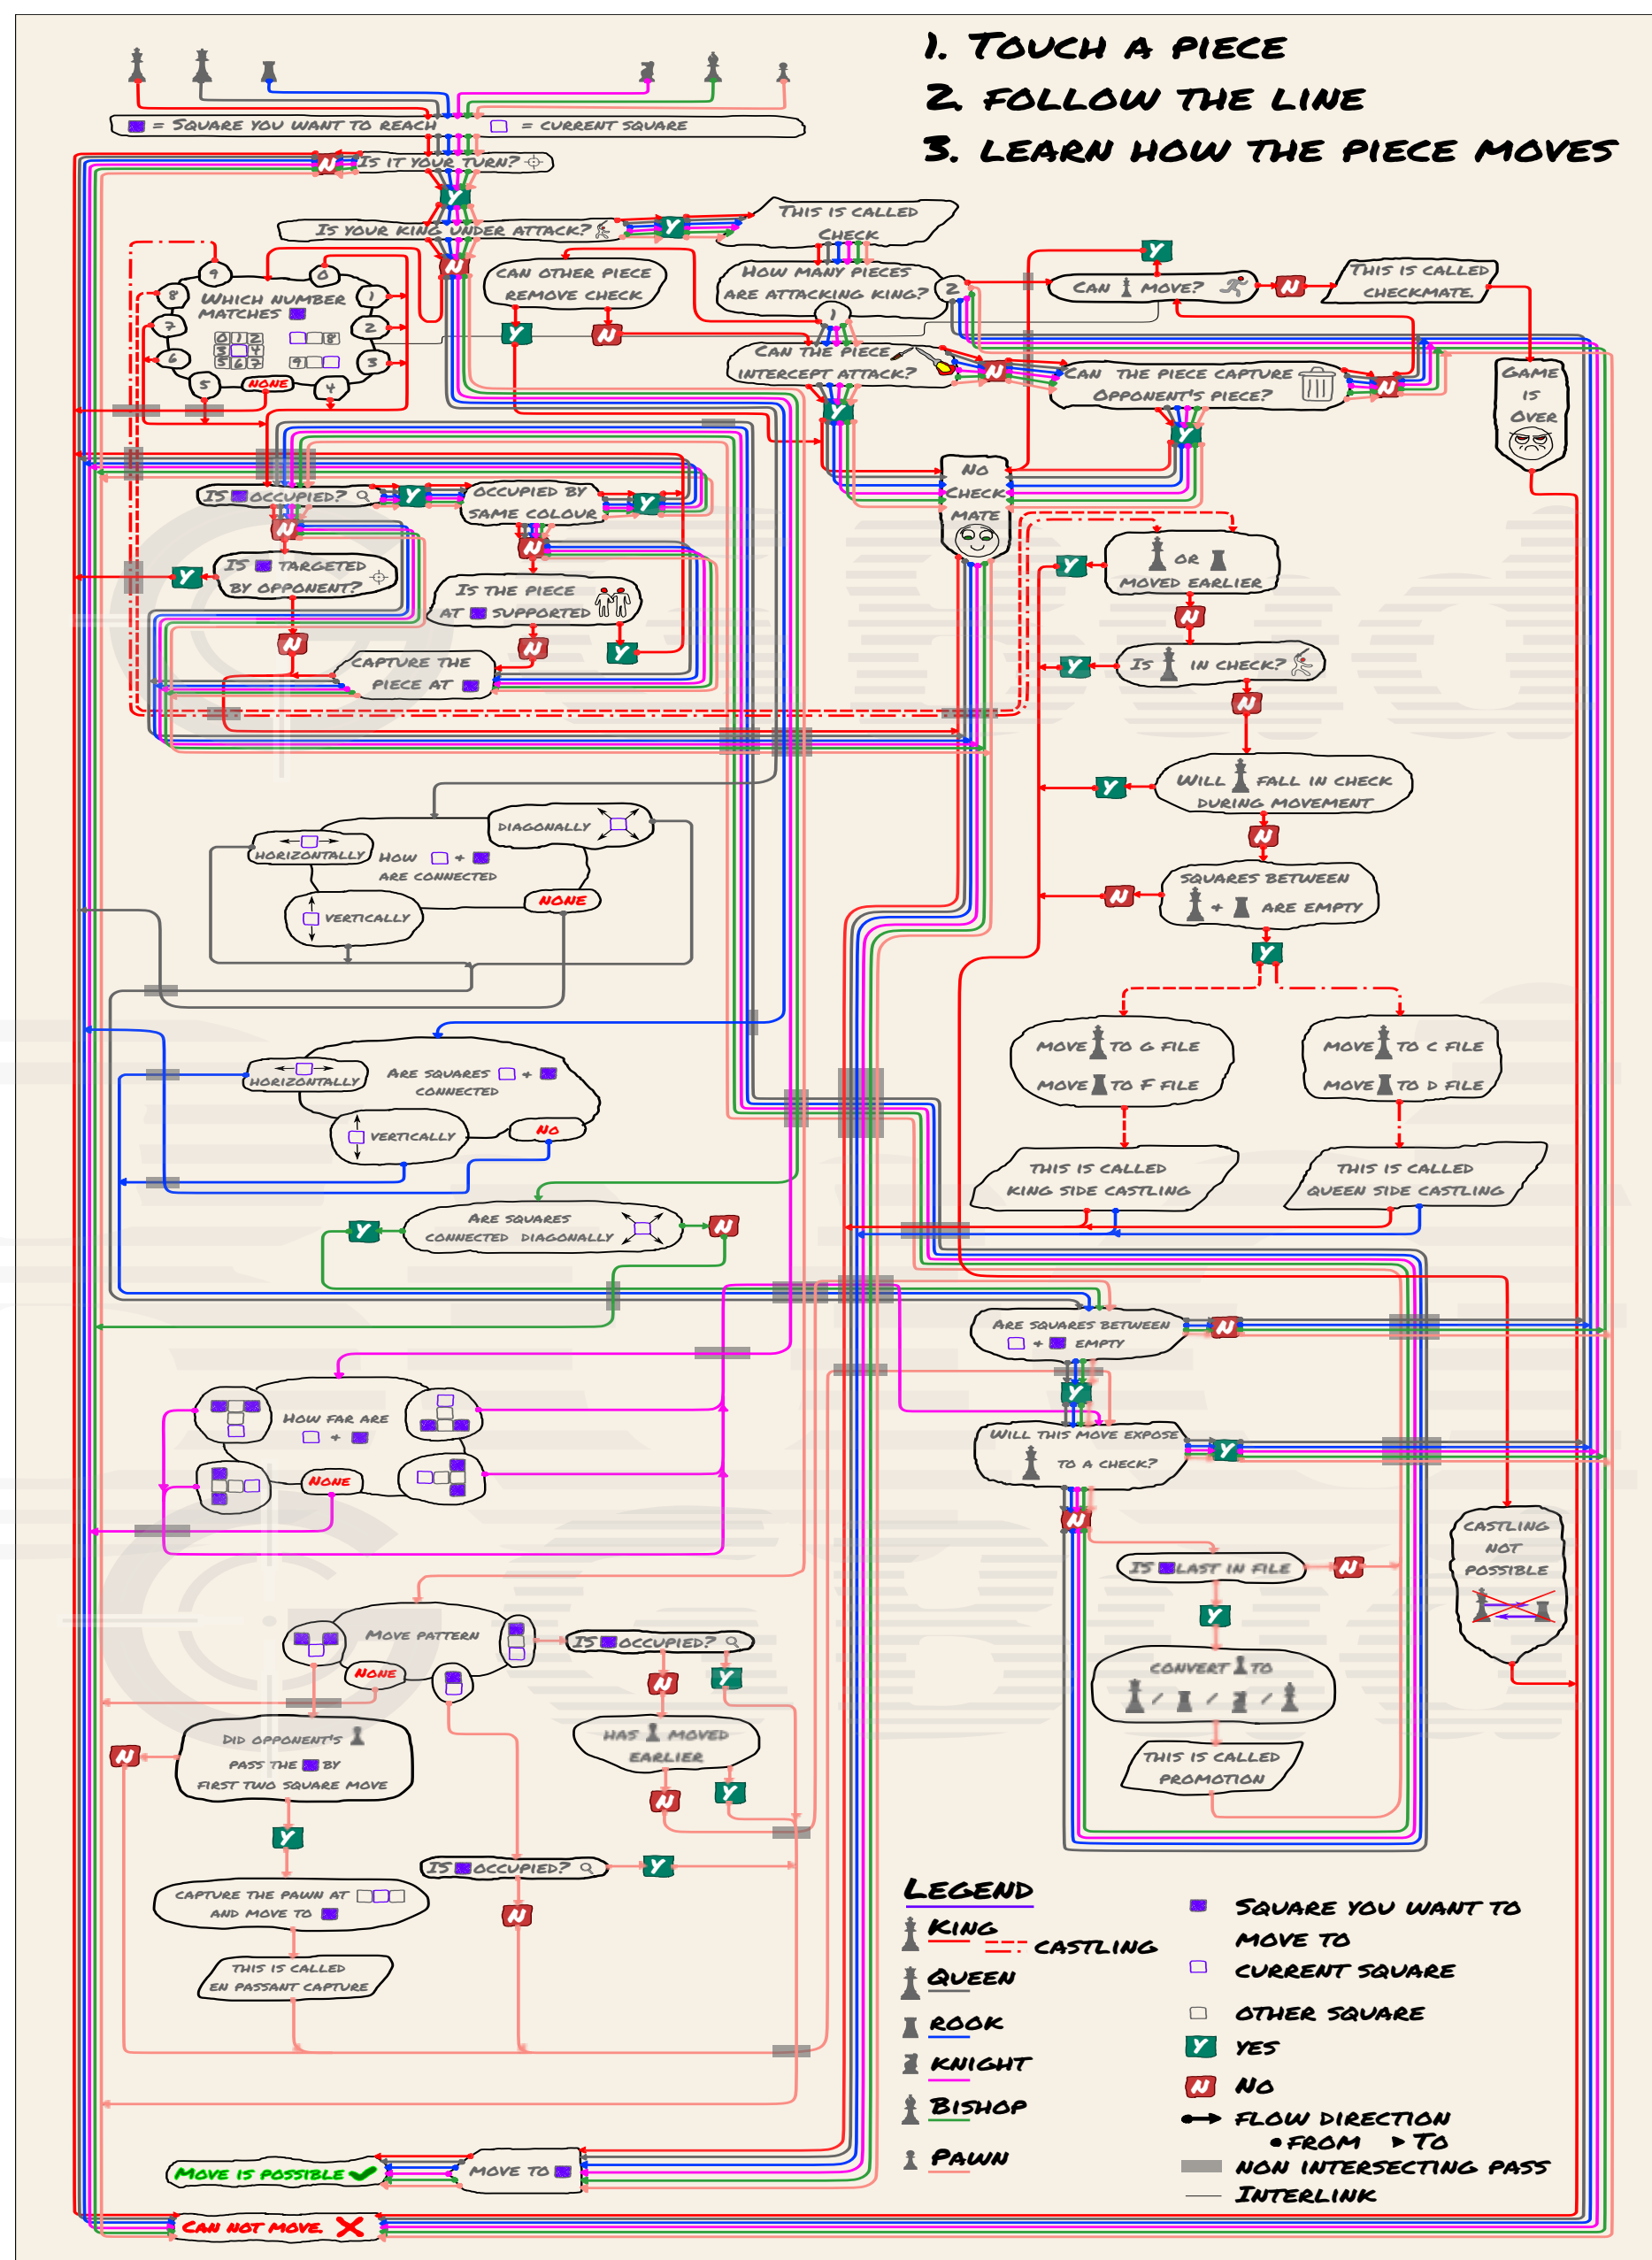 1. Touch a piece
2. follow the line
3. learn how the piece moves
= Square you want to reach
= current square
N
Is it your turn?
Y
Is your king under attack?
Y
This is called
Check
N
9
0
8
1
7
2
6
3
5
4
Which number
matches
0 1 2
3 4
5 6 7
8
9
None
Can other piece
remove check
Y
N
How many pieces
are attacking king?
2
1
Y
Can move?
N
This is called
checkmate.
Can the piece
intercept attack?
N
Can the piece capture
Opponent's piece?
N
Y
Y
Game
is
Over
No
Check
mate
Is occupied?
Y
Occupied by
same colour
Y
N
N
Is targeted
by opponent?
Y
N
Is the piece
at supported
N
Y
Capture the
piece at
Y
or
moved earlier
N
Y
Is in check?
N
Y
Will fall in check
during movement
N
N
Squares between
& are empty
Y
Move to G file
Move to F file
Move to C file
Move to D file
This is called
king side castling
This is called
queen side castling
Diagonally
Horizontally
How &
are connected
Vertically
None
Are squares &
connected
Horizontally
Vertically
No
Are squares
connected diagonally
Y
N
Are squares between
& empty
N
Y
Will this move expose
to a check?
Y
N
How far are
&
None
Is last in file
N
Y
Convert to
/ / /
This is called
promotion
Castling
not
possible
Move pattern
None
Is occupied?
N
Y
Has moved
earlier
N
Y
Did opponent's
pass the by
first two square move
N
Y
Is occupied?
Y
N
Capture the pawn at
and move to
This is called
en passant capture
Legend
King
castling
Queen
rook
knight
Bishop
Pawn
Square you want to
move to
current square
other square
Y yes
N No
flow direction
from To
non intersecting pass
Interlink
Move is possible
Move to
Can not move.